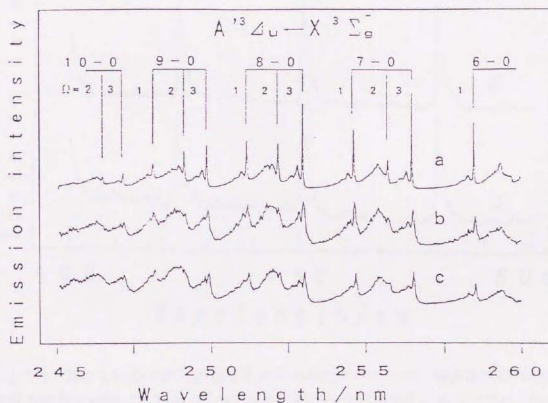 A'³Δu—X³Σg⁻
10-0 9-0 8-0 7-0 6-0
Ω=2 3 1 2 3 1 2 3 1 2 3 1
a
b
c
Emission intensity
245 250 255 260
Wavelength/nm